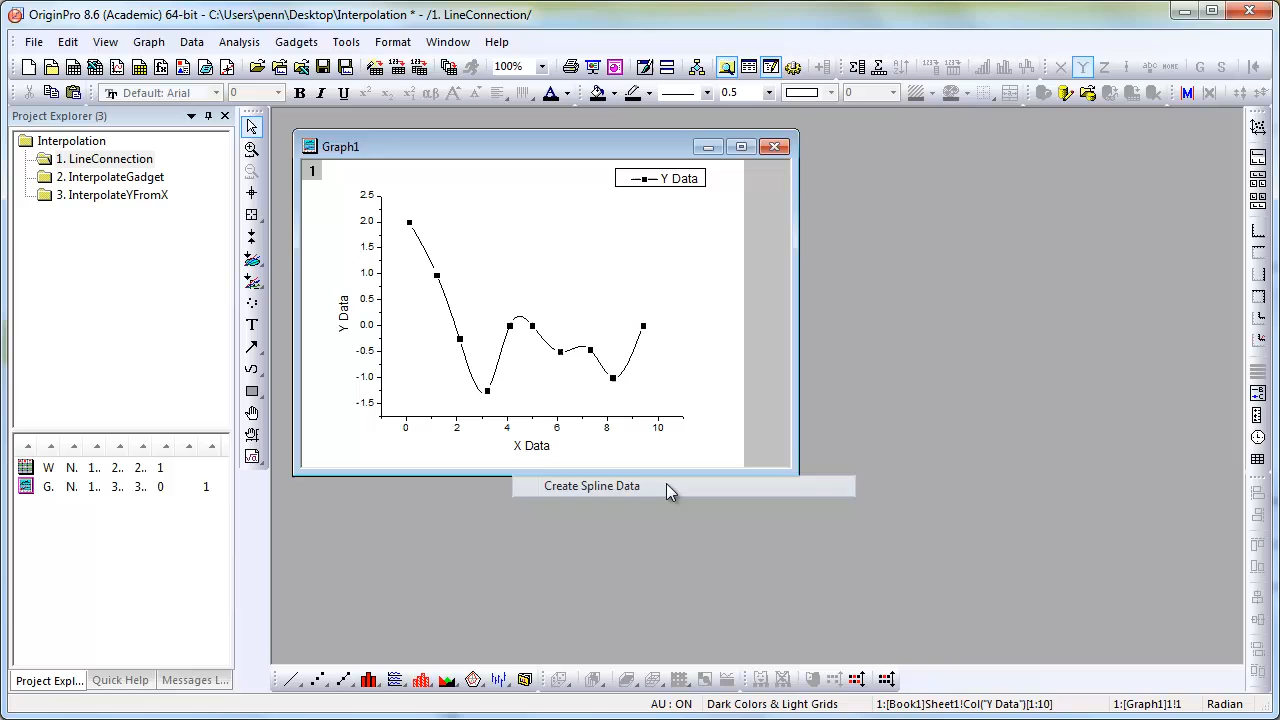 OriginPro 8.6 (Academic) 64-bit - C:\Users\penn\Desktop\Interpolation * - /1. LineConnection/
File Edit View Graph Data Analysis Gadgets Tools Format Window Help
100%
Default: Arial 0 B I U 0.5 0
Project Explorer (3)
Interpolation
1. LineConnection
2. InterpolateGadget
3. InterpolateYFromX
W N. 1.. 2.. 2.. 1
G. N. 1.. 3.. 3.. 0 1
Project Expl... Quick Help Messages L...
Graph1
1
Y Data
2.5
2.0
1.5
1.0
0.5
0.0
-0.5
-1.0
-1.5
Y Data
0 2 4 6 8 10
X Data
Create Spline Data
AU : ON Dark Colors & Light Grids 1:[Book1]Sheet1!Col("Y Data")[1:10] 1:[Graph1]1!1 Radian